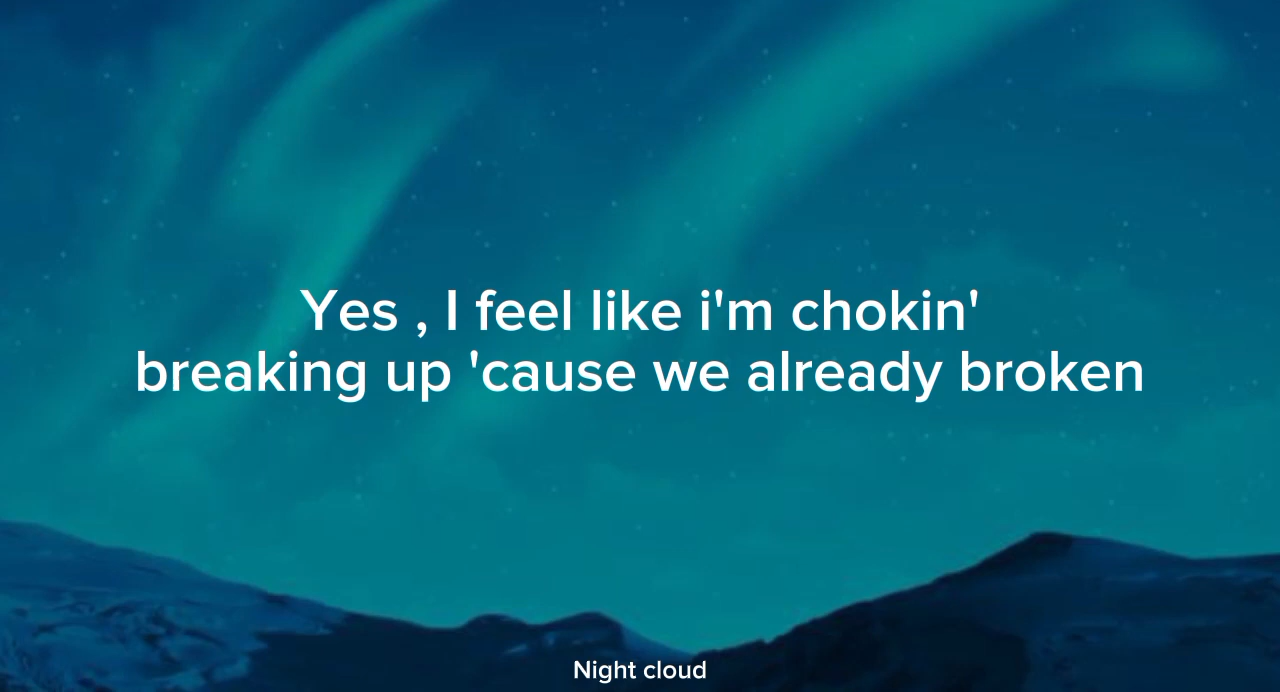 Yes , I feel like i'm chokin'
breaking up 'cause we already broken
Night cloud